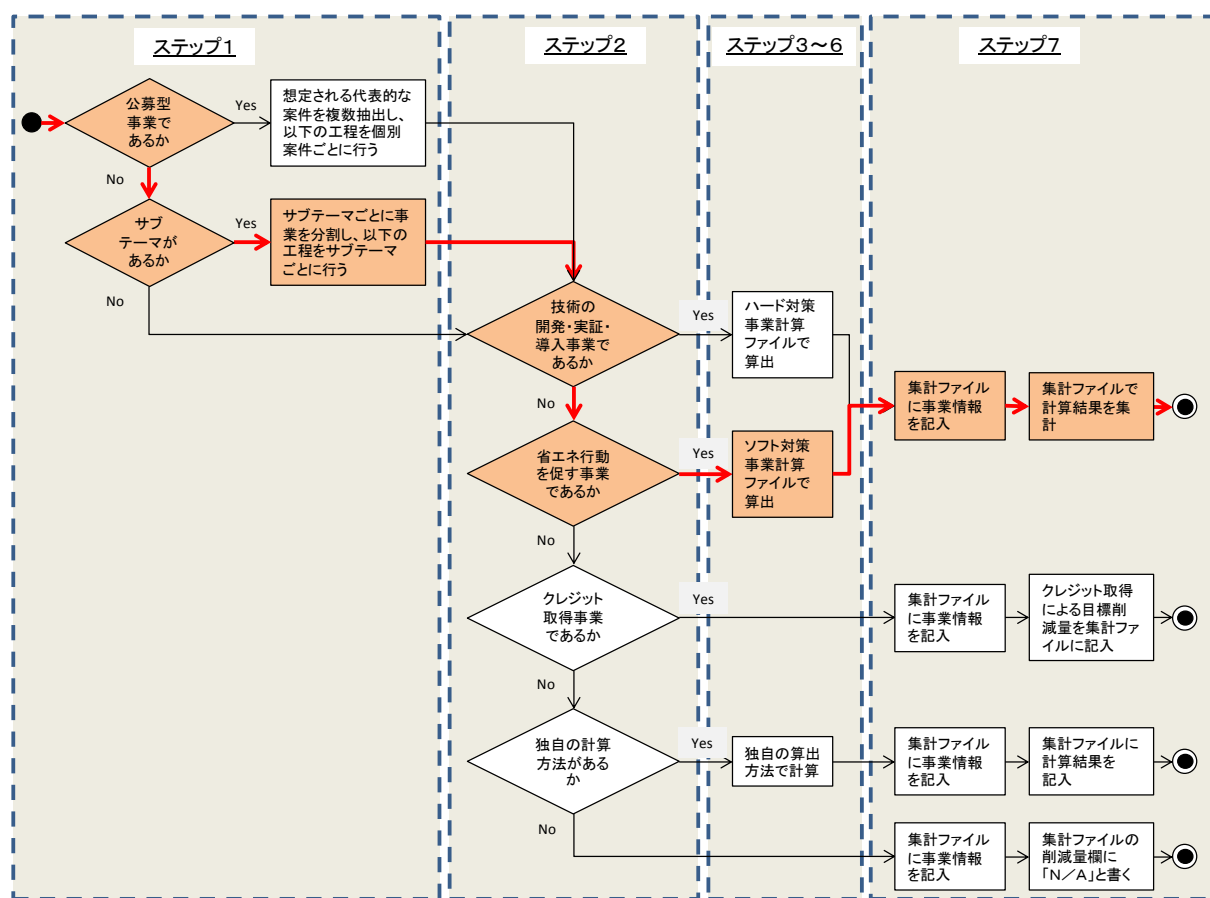 ステップ1
ステップ2
ステップ3～6
ステップ7
公募型
事業で
あるか
Yes
想定される代表的な
案件を複数抽出し、
以下の工程を個別
案件ごとに行う
No
サブ
テーマが
あるか
Yes
サブテーマごとに事
業を分割し、以下の
工程をサブテーマ
ごとに行う
No
技術の
開発・実証・
導入事業で
あるか
Yes
ハード対策
事業計算
ファイルで
算出
No
省エネ行動
を促す事業
であるか
Yes
ソフト対策
事業計算
ファイルで
算出
集計ファイル
に事業情報
を記入
集計ファイルで
計算結果を集
計
No
クレジット
取得事業
であるか
Yes
集計ファイル
に事業情報
を記入
クレジット取得
による目標削
減量を集計ファ
イルに記入
No
独自の計算
方法があるか
Yes
独自の算出
方法で計算
集計ファイル
に事業情報
を記入
集計ファイルに
計算結果を
記入
No
集計ファイル
に事業情報
を記入
集計ファイルの
削減量欄に
「N／A」と書く